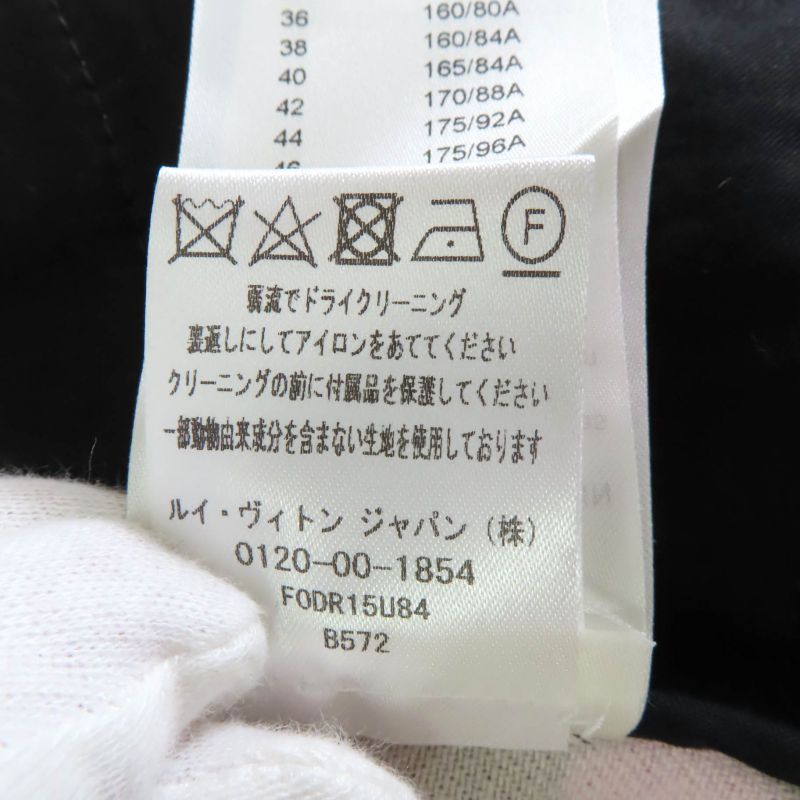 36 160/80A
38 160/84A
40 165/84A
42 170/88A
44 175/92A
46 175/96A
F
弱流でドライクリーニング
裏返しにしてアイロンをあててください
クリーニングの前に付属品を保護してください
一部動物由来成分を含まない生地を使用しております
ルイ・ヴィトン ジャパン (株)
0120-00-1854
FODR15U84
B572